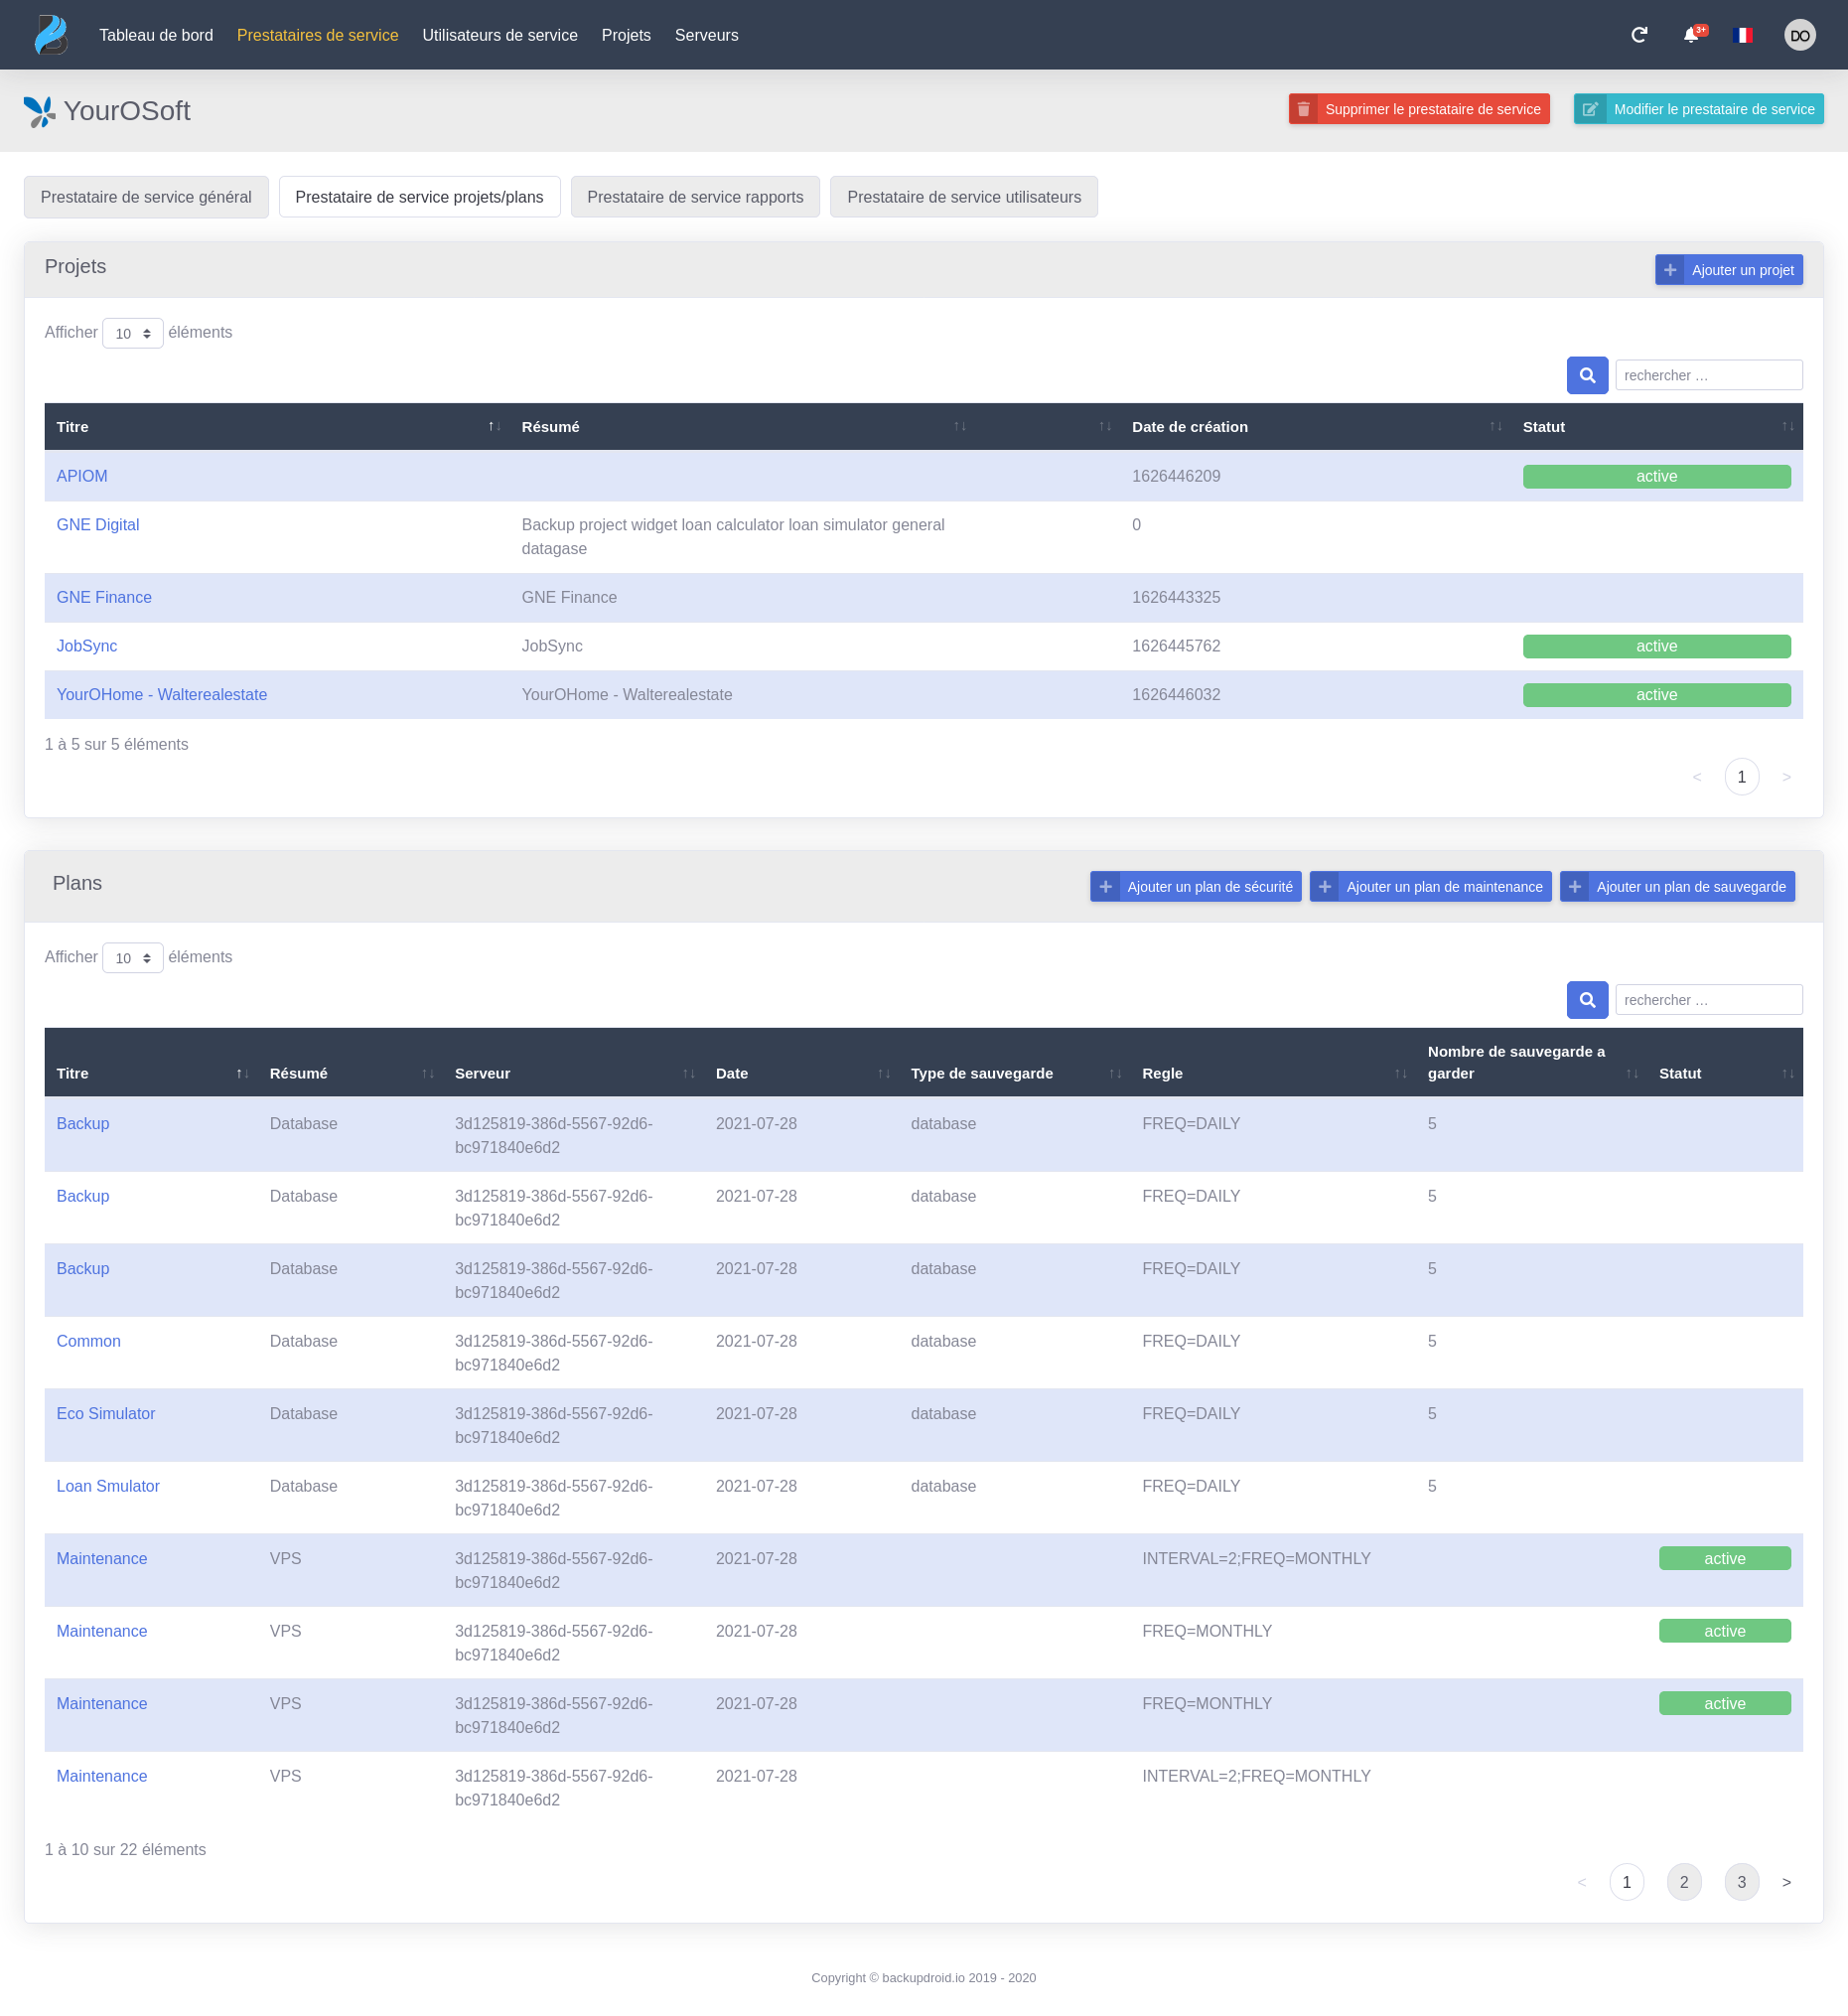 Tableau de bord Prestataires de service Utilisateurs de service Projets Serveurs 3+ DO
YourOSoft Supprimer le prestataire de service Modifier le prestataire de service
Prestataire de service général Prestataire de service projets/plans Prestataire de service rapports Prestataire de service utilisateurs
Projets Ajouter un projet
Afficher 10 éléments
rechercher …
Titre ↑↓ Résumé ↑↓ ↑↓ Date de création ↑↓ Statut ↑↓
APIOM 1626446209 active
GNE Digital Backup project widget loan calculator loan simulator general 0
datagase
GNE Finance GNE Finance 1626443325
JobSync JobSync 1626445762 active
YourOHome - Walterealestate YourOHome - Walterealestate 1626446032 active
1 à 5 sur 5 éléments
< 1 >
Plans Ajouter un plan de sécurité Ajouter un plan de maintenance Ajouter un plan de sauvegarde
Afficher 10 éléments
rechercher …
Nombre de sauvegarde a
Titre ↑↓ Résumé ↑↓ Serveur ↑↓ Date ↑↓ Type de sauvegarde ↑↓ Regle ↑↓ garder ↑↓ Statut ↑↓
Backup Database 3d125819-386d-5567-92d6- 2021-07-28 database FREQ=DAILY 5
bc971840e6d2
Backup Database 3d125819-386d-5567-92d6- 2021-07-28 database FREQ=DAILY 5
bc971840e6d2
Backup Database 3d125819-386d-5567-92d6- 2021-07-28 database FREQ=DAILY 5
bc971840e6d2
Common Database 3d125819-386d-5567-92d6- 2021-07-28 database FREQ=DAILY 5
bc971840e6d2
Eco Simulator Database 3d125819-386d-5567-92d6- 2021-07-28 database FREQ=DAILY 5
bc971840e6d2
Loan Smulator Database 3d125819-386d-5567-92d6- 2021-07-28 database FREQ=DAILY 5
bc971840e6d2
Maintenance VPS 3d125819-386d-5567-92d6- 2021-07-28 INTERVAL=2;FREQ=MONTHLY active
bc971840e6d2
Maintenance VPS 3d125819-386d-5567-92d6- 2021-07-28 FREQ=MONTHLY active
bc971840e6d2
Maintenance VPS 3d125819-386d-5567-92d6- 2021-07-28 FREQ=MONTHLY active
bc971840e6d2
Maintenance VPS 3d125819-386d-5567-92d6- 2021-07-28 INTERVAL=2;FREQ=MONTHLY
bc971840e6d2
1 à 10 sur 22 éléments
< 1 2 3 >
Copyright © backupdroid.io 2019 - 2020